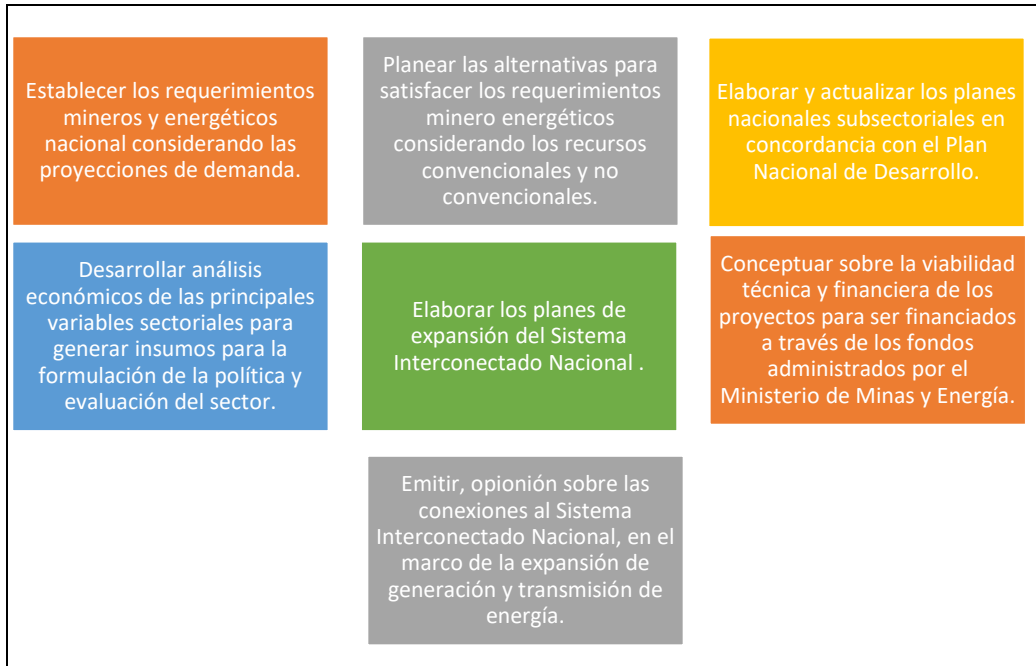 Establecer los requerimientos
mineros y energéticos
nacional considerando las
proyecciones de demanda.
Planear las alternativas para
satisfacer los requerimientos
minero energéticos
considerando los recursos
convencionales y no
convencionales.
Elaborar y actualizar los planes
nacionales subsectoriales en
concordancia con el Plan
Nacional de Desarrollo.
Desarrollar análisis
económicos de las principales
variables sectoriales para
generar insumos para la
formulación de la política y
evaluación del sector.
Elaborar los planes de
expansión del Sistema
Interconectado Nacional .
Conceptuar sobre la viabilidad
técnica y financiera de los
proyectos para ser financiados
a través de los fondos
administrados por el
Ministerio de Minas y Energía.
Emitir, opionión sobre las
conexiones al Sistema
Interconectado Nacional, en el
marco de la expansión de
generación y transmisión de
energía.